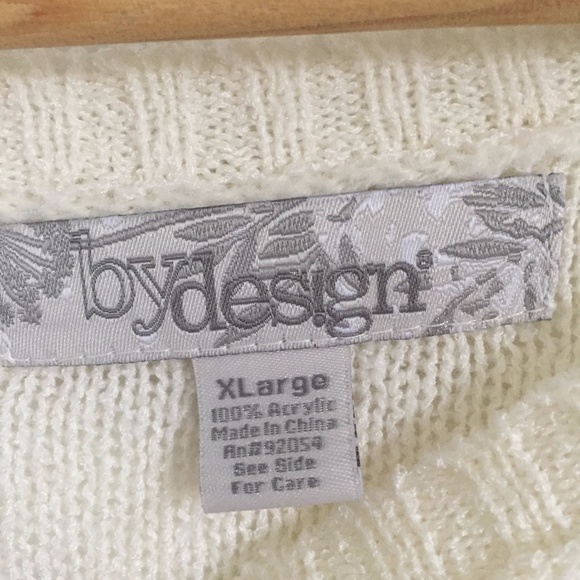 bydesign®
XLarge
100% Acrylic
Made In China
Rn#92054
See Side
For Care